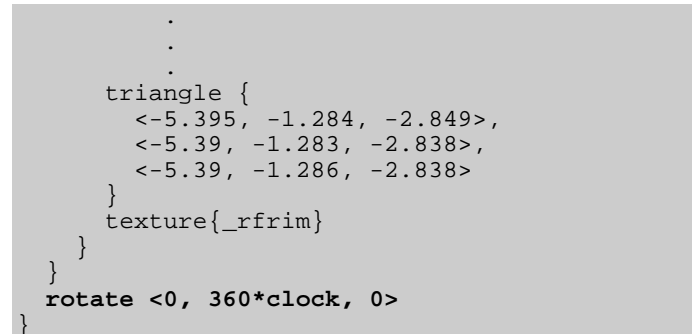 .
.
.
triangle {
<-5.395, -1.284, -2.849>,
<-5.39, -1.283, -2.838>,
<-5.39, -1.286, -2.838>
}
texture{_rfrim}
}
}
rotate <0, 360*clock, 0>
}